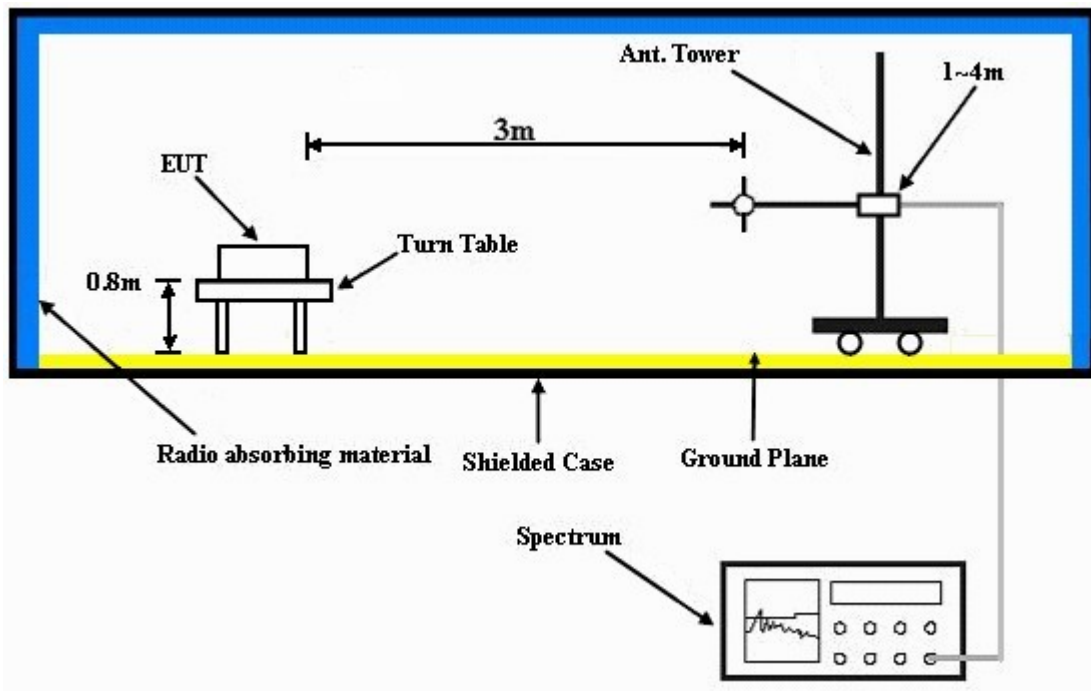 Ant. Tower
1~4m
3m
EUT
Turn Table
0.8m
Radio absorbing material
Shielded Case
Ground Plane
Spectrum